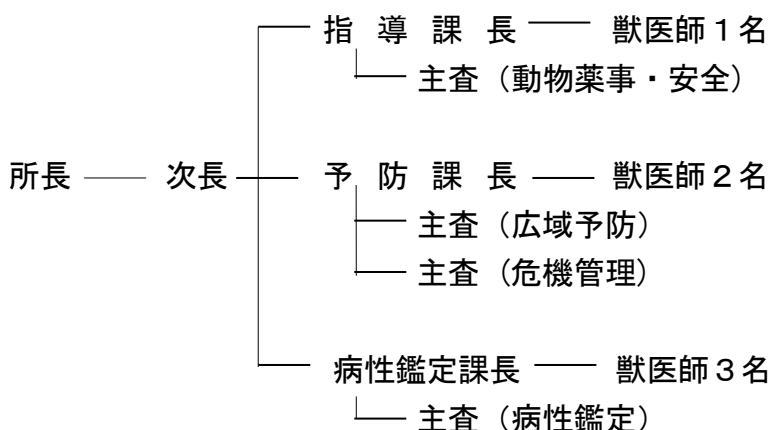 指導課長 獣医師1名
主査（動物薬事・安全）
所長 次長 予防課長 獣医師2名
主査（広域予防）
主査（危機管理）
病性鑑定課長 獣医師3名
主査（病性鑑定）